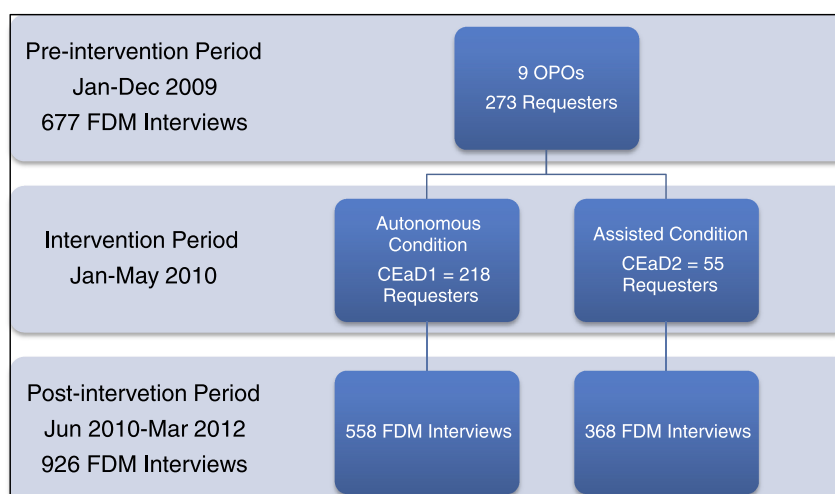 Pre-intervention Period
Jan-Dec 2009
677 FDM Interviews
9 OPOs
273 Requesters
Intervention Period
Jan-May 2010
Autonomous
Condition
CEaD1 = 218
Requesters
Assisted Condition
CEaD2 = 55
Requesters
Post-intervetion Period
Jun 2010-Mar 2012
926 FDM Interviews
558 FDM Interviews
368 FDM Interviews